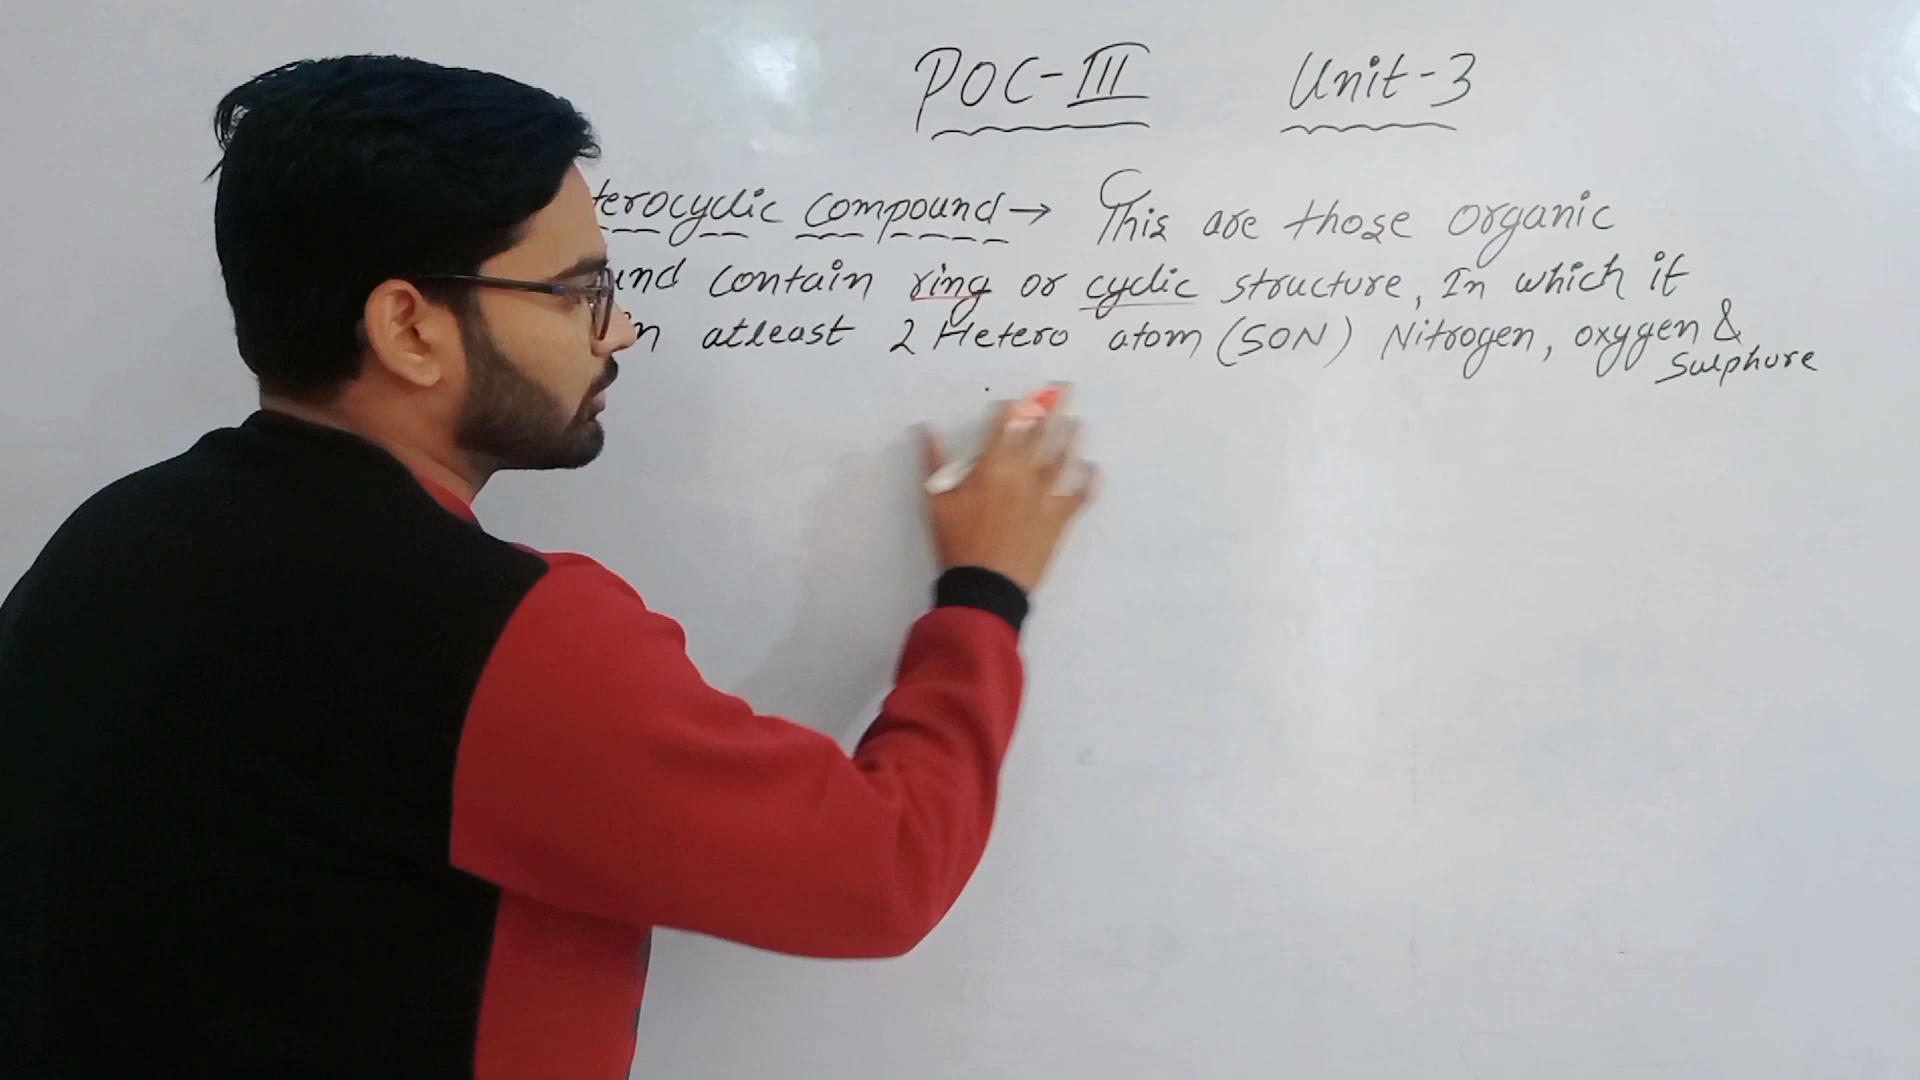 POC-III Unit-3
terocyclic compound → This are those organic
und contain ring or cyclic structure, In which it
n atleast 2 Hetero atom (SON) Nitrogen, oxygen &
Sulphure